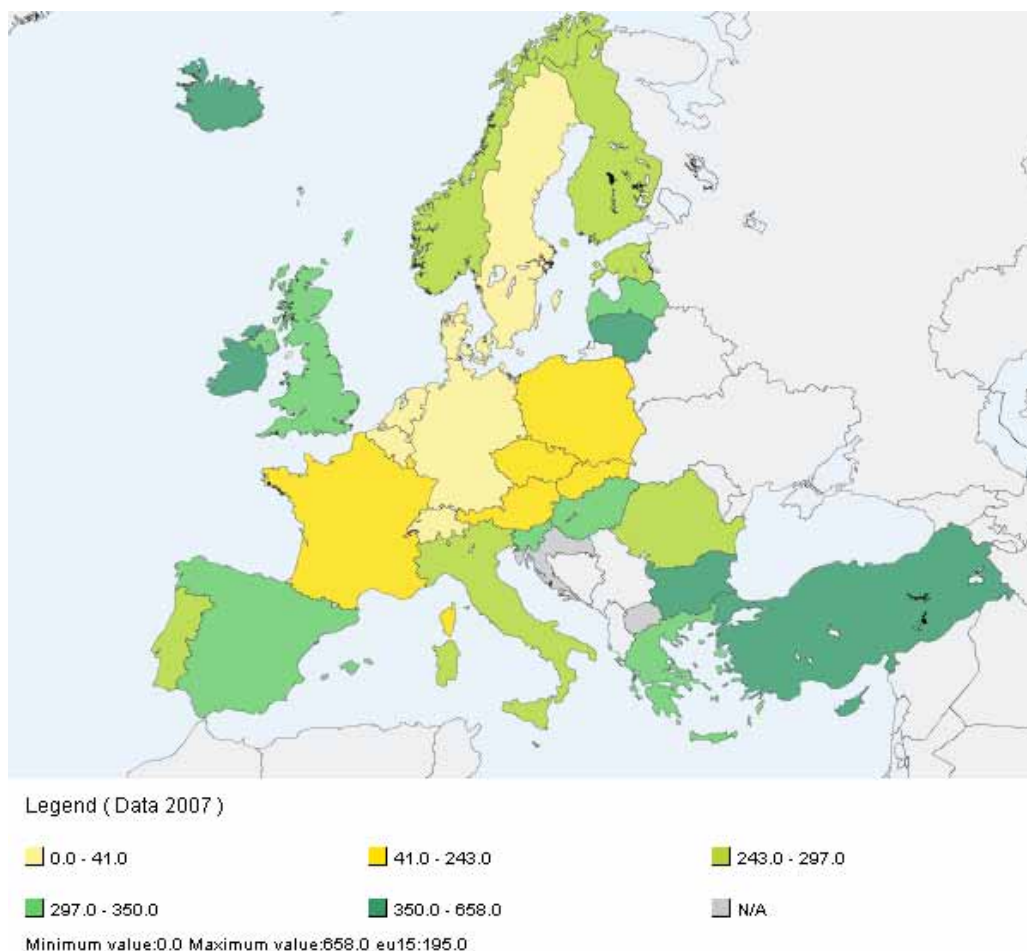 Legend ( Data 2007 )
0.0 - 41.0 41.0 - 243.0 243.0 - 297.0
297.0 - 350.0 350.0 - 658.0 N/A
Minimum value:0.0 Maximum value:658.0 eu15:195.0